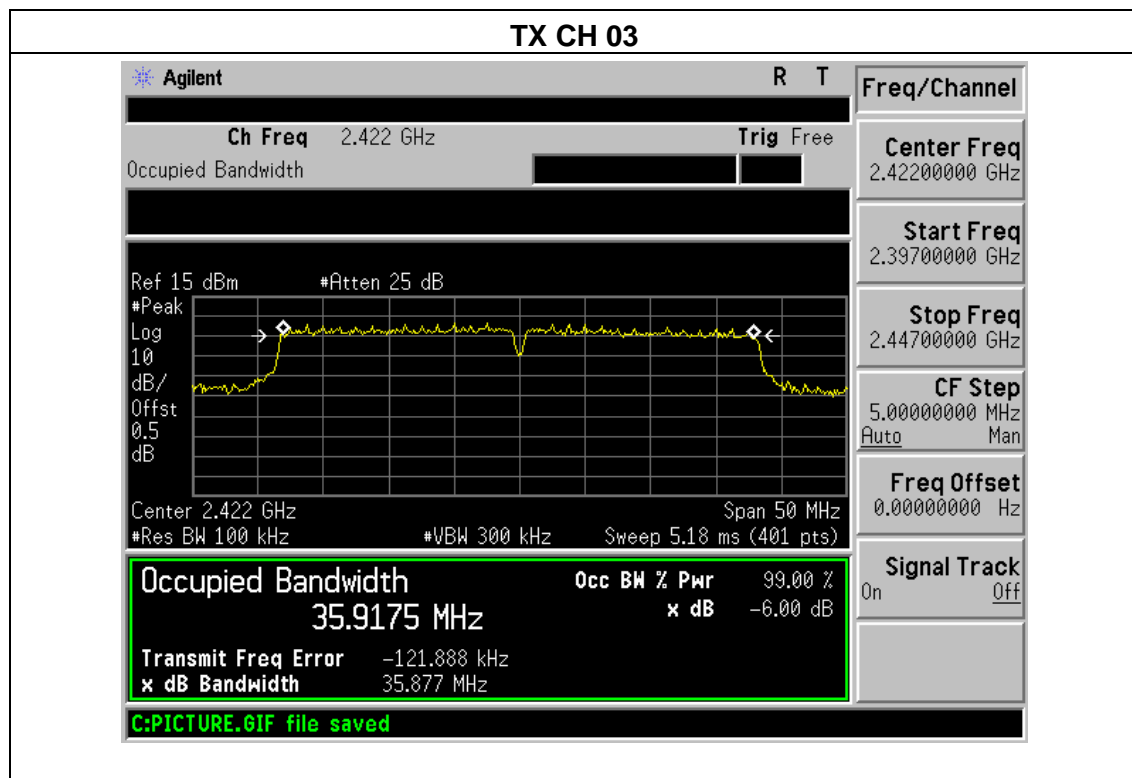 TX CH 03
Agilent
R T
Freq/Channel
Ch Freq 2.422 GHz
Trig Free
Occupied Bandwidth
Center Freq
2.42200000 GHz
Start Freq
2.39700000 GHz
Stop Freq
2.44700000 GHz
CF Step
5.00000000 MHz
Auto Man
Freq Offset
0.00000000 Hz
Signal Track
On Off
Ref 15 dBm #Atten 25 dB
#Peak
Log
10
dB/
Offst
0.5
dB
Center 2.422 GHz Span 50 MHz
#Res BW 100 kHz #VBW 300 kHz Sweep 5.18 ms (401 pts)
Occupied Bandwidth
35.9175 MHz
Occ BW % Pwr 99.00 %
x dB -6.00 dB
Transmit Freq Error -121.888 kHz
x dB Bandwidth 35.877 MHz
C:PICTURE.GIF file saved